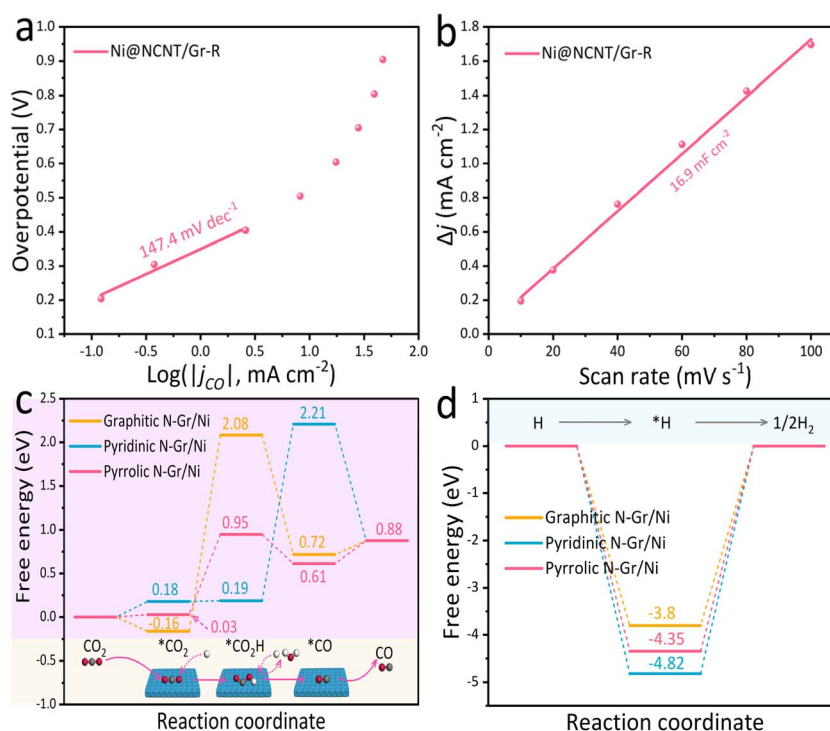 a
Ni@NCNT/Gr-R
147.4 mV dec⁻¹
Overpotential (V)
1.0
0.9
0.8
0.7
0.6
0.5
0.4
0.3
0.2
0.1
-1.0 -0.5 0.0 0.5 1.0 1.5 2.0
Log(|j_CO|, mA cm⁻²)
b
Ni@NCNT/Gr-R
16.9 mF cm⁻²
Δj (mA cm⁻²)
1.8
1.6
1.4
1.2
1.0
0.8
0.6
0.4
0.2
0.0
0 20 40 60 80 100
Scan rate (mV s⁻¹)
c
Graphitic N-Gr/Ni
Pyridinic N-Gr/Ni
Pyrrolic N-Gr/Ni
Free energy (eV)
2.5
2.0
1.5
1.0
0.5
0.0
-0.5
-1.0
2.08
2.21
0.95
0.72
0.88
0.61
0.18
0.19
-0.16
0.03
CO₂
*CO₂
*CO₂H
*CO
CO
Reaction coordinate
d
H *H 1/2H₂
Graphitic N-Gr/Ni
Pyridinic N-Gr/Ni
Pyrrolic N-Gr/Ni
-3.8
-4.35
-4.82
Free energy (eV)
1
0
-1
-2
-3
-4
-5
Reaction coordinate